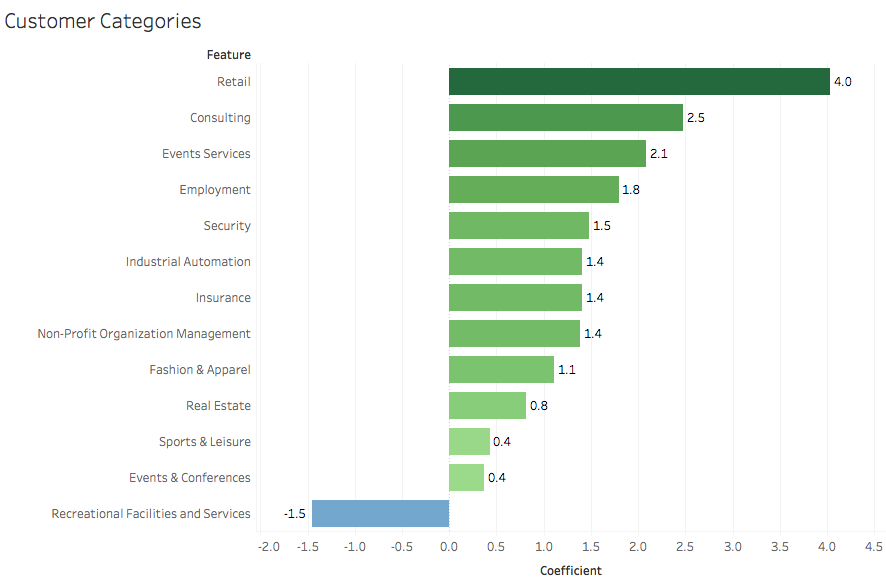 Customer Categories
Feature
Retail 4.0
Consulting 2.5
Events Services 2.1
Employment 1.8
Security 1.5
Industrial Automation 1.4
Insurance 1.4
Non-Profit Organization Management 1.4
Fashion & Apparel 1.1
Real Estate 0.8
Sports & Leisure 0.4
Events & Conferences 0.4
Recreational Facilities and Services -1.5
-2.0 -1.5 -1.0 -0.5 0.0 0.5 1.0 1.5 2.0 2.5 3.0 3.5 4.0 4.5
Coefficient